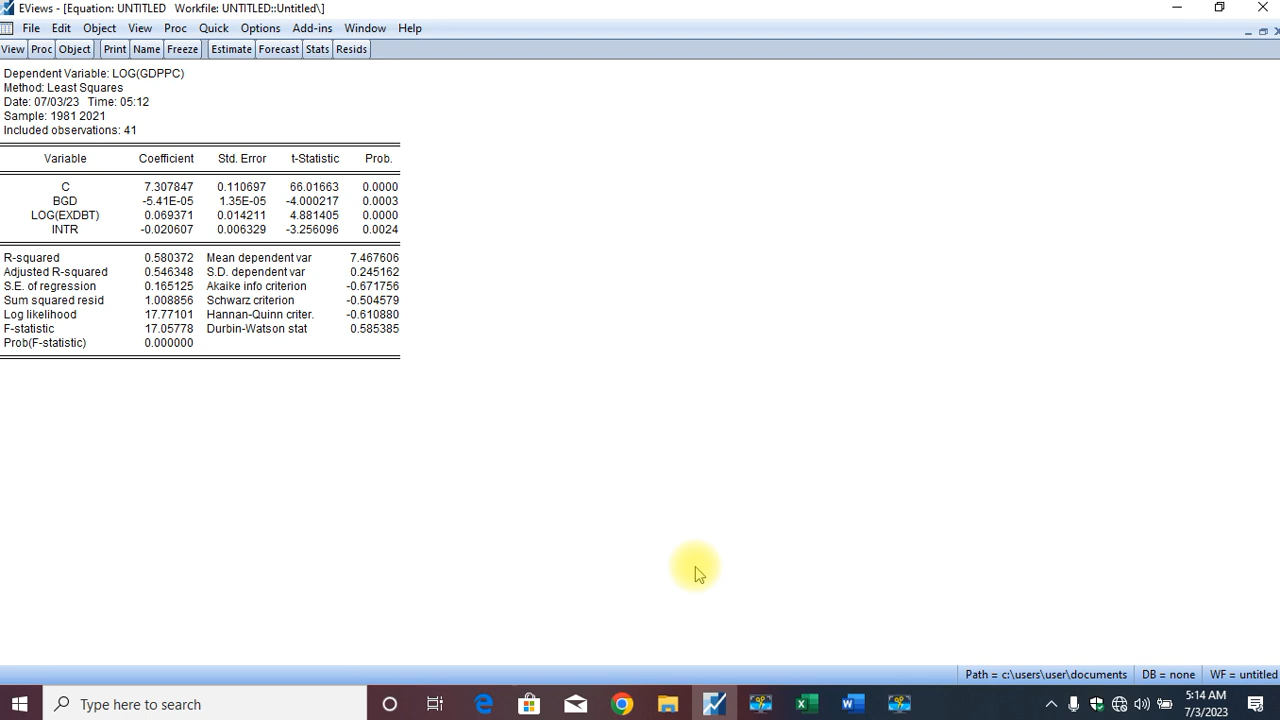 EViews - [Equation: UNTITLED   Workfile: UNTITLED::Untitled\]
File Edit Object View Proc Quick Options Add-ins Window Help
View Proc Object Print Name Freeze Estimate Forecast Stats Resids
Dependent Variable: LOG(GDPPC)
Method: Least Squares
Date: 07/03/23   Time: 05:12
Sample: 1981 2021
Included observations: 41
Variable Coefficient Std. Error t-Statistic Prob.
C 7.307847 0.110697 66.01663 0.0000
BGD -5.41E-05 1.35E-05 -4.000217 0.0003
LOG(EXDBT) 0.069371 0.014211 4.881405 0.0000
INTR -0.020607 0.006329 -3.256096 0.0024
R-squared 0.580372 Mean dependent var 7.467606
Adjusted R-squared 0.546348 S.D. dependent var 0.245162
S.E. of regression 0.165125 Akaike info criterion -0.671756
Sum squared resid 1.008856 Schwarz criterion -0.504579
Log likelihood 17.77101 Hannan-Quinn criter. -0.610880
F-statistic 17.05778 Durbin-Watson stat 0.585385
Prob(F-statistic) 0.000000
Path = c:\users\user\documents DB = none WF = untitled
Type here to search
5:14 AM
7/3/2023